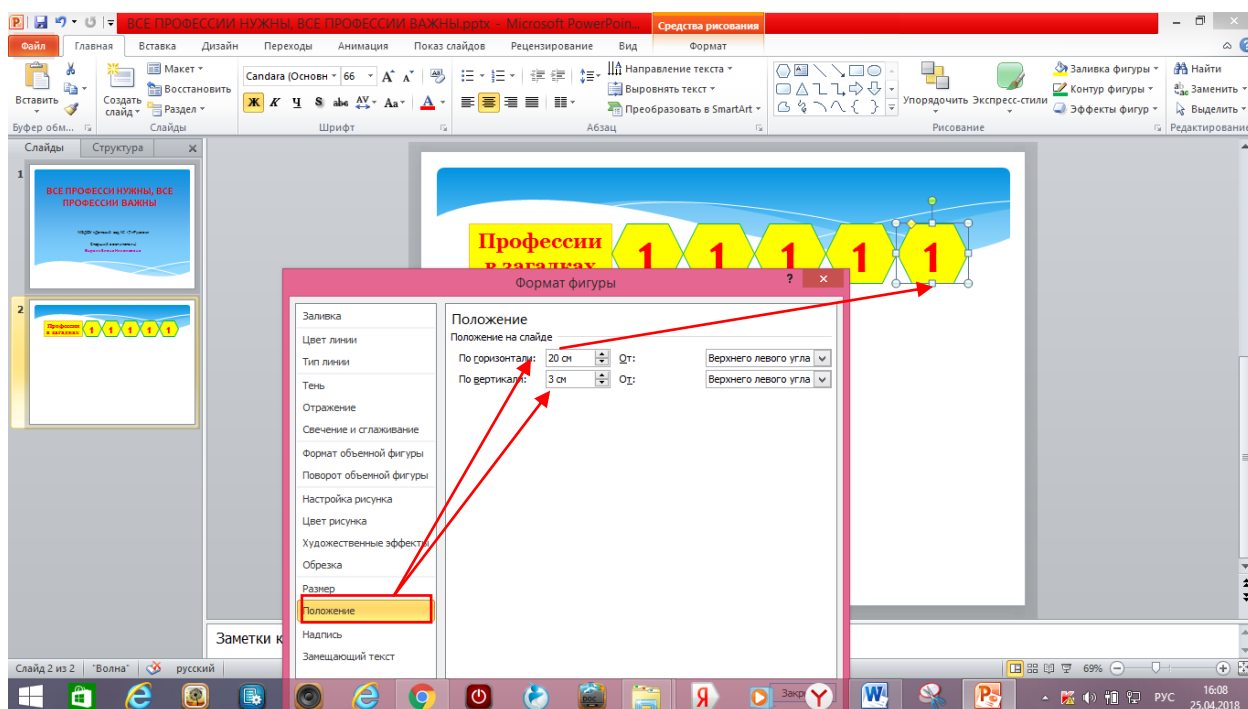 ВСЕ ПРОФЕССИИ НУЖНЫ, ВСЕ ПРОФЕССИИ ВАЖНЫ.pptx - Microsoft PowerPoin...
Средства рисования
Файл Главная Вставка Дизайн Переходы Анимация Показ слайдов Рецензирование Вид Формат
Вставить
Буфер обм...
Создать слайд
Макет
Восстановить
Раздел
Слайды
Candara (Основн 66
Ж К Ч S abe AV Aa A
Шрифт
Направление текста
Выровнять текст
Преобразовать в SmartArt
Абзац
Упорядочить Экспресс-стили
Заливка фигуры
Контур фигуры
Эффекты фигур
Рисование
Найти
Заменить
Выделить
Редактирование
Слайды Структура
1
ВСЕ ПРОФЕССИ НУЖНЫ, ВСЕ
ПРОФЕССИИ ВАЖНЫ
2
Профессии
в загадках 1 1 1 1 1
Профессии
в загадках
1 1 1 1 1
Формат фигуры ?
Заливка
Цвет линии
Тип линии
Тень
Отражение
Свечение и сглаживание
Формат объемной фигуры
Поворот объемной фигуры
Настройка рисунка
Цвет рисунка
Художественные эффекты
Обрезка
Размер
Положение
Надпись
Замещающий текст
Положение
Положение на слайде
По горизонтали: 20 см От: Верхнего левого угла
По вертикали: 3 см От: Верхнего левого угла
Закр
Заметки к
Слайд 2 из 2 "Волна" русский 69%
РУС 16:08
25.04.2018